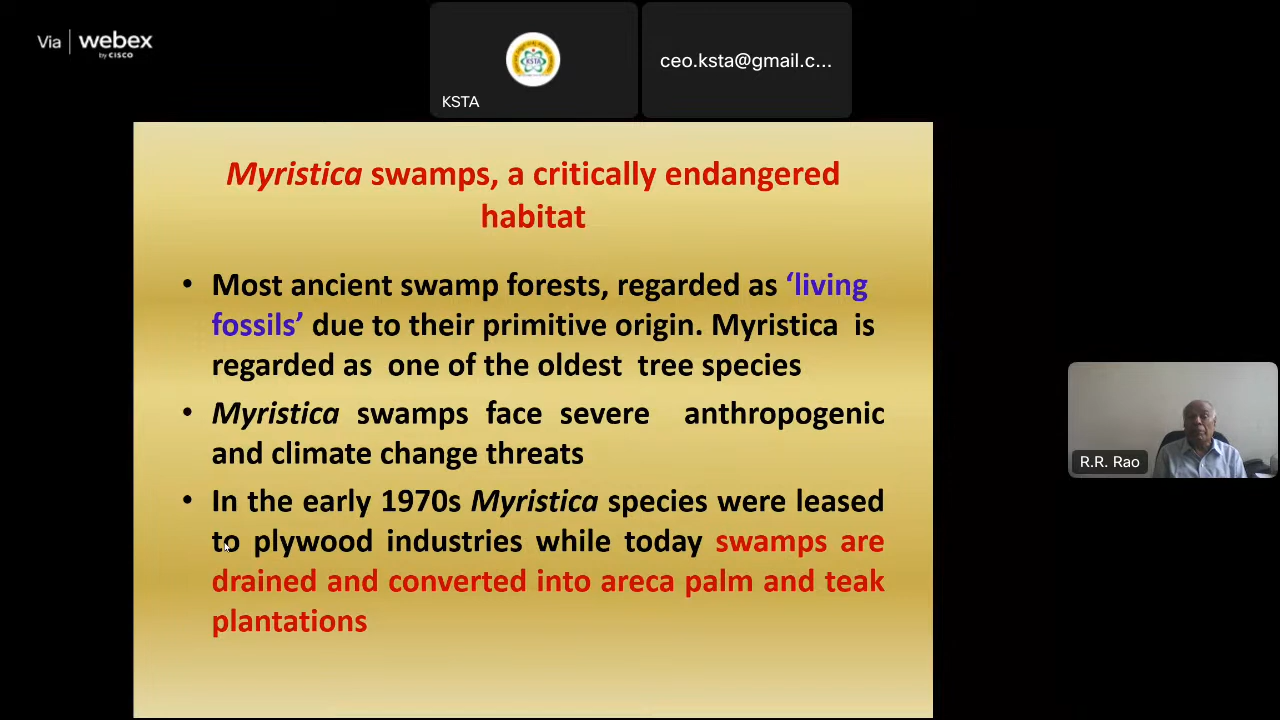 Via webex
by CISCO
KSTA
KSTA
ceo.ksta@gmail.c...
Myristica swamps, a critically endangered
habitat
• Most ancient swamp forests, regarded as ‘living
fossils’ due to their primitive origin. Myristica is
regarded as one of the oldest tree species
• Myristica swamps face severe anthropogenic
and climate change threats
• In the early 1970s Myristica species were leased
to plywood industries while today swamps are
drained and converted into areca palm and teak
plantations
R.R. Rao